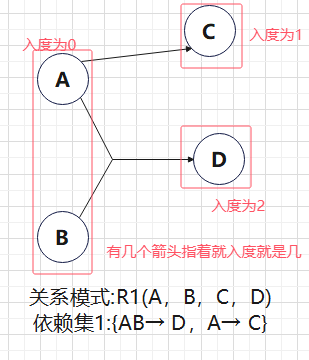 入度为0
C
入度为1
A
D
入度为2
B
有几个箭头指着就入度就是几
关系模式:R1(A，B，C，D)
依赖集1:{AB→ D，A→ C}